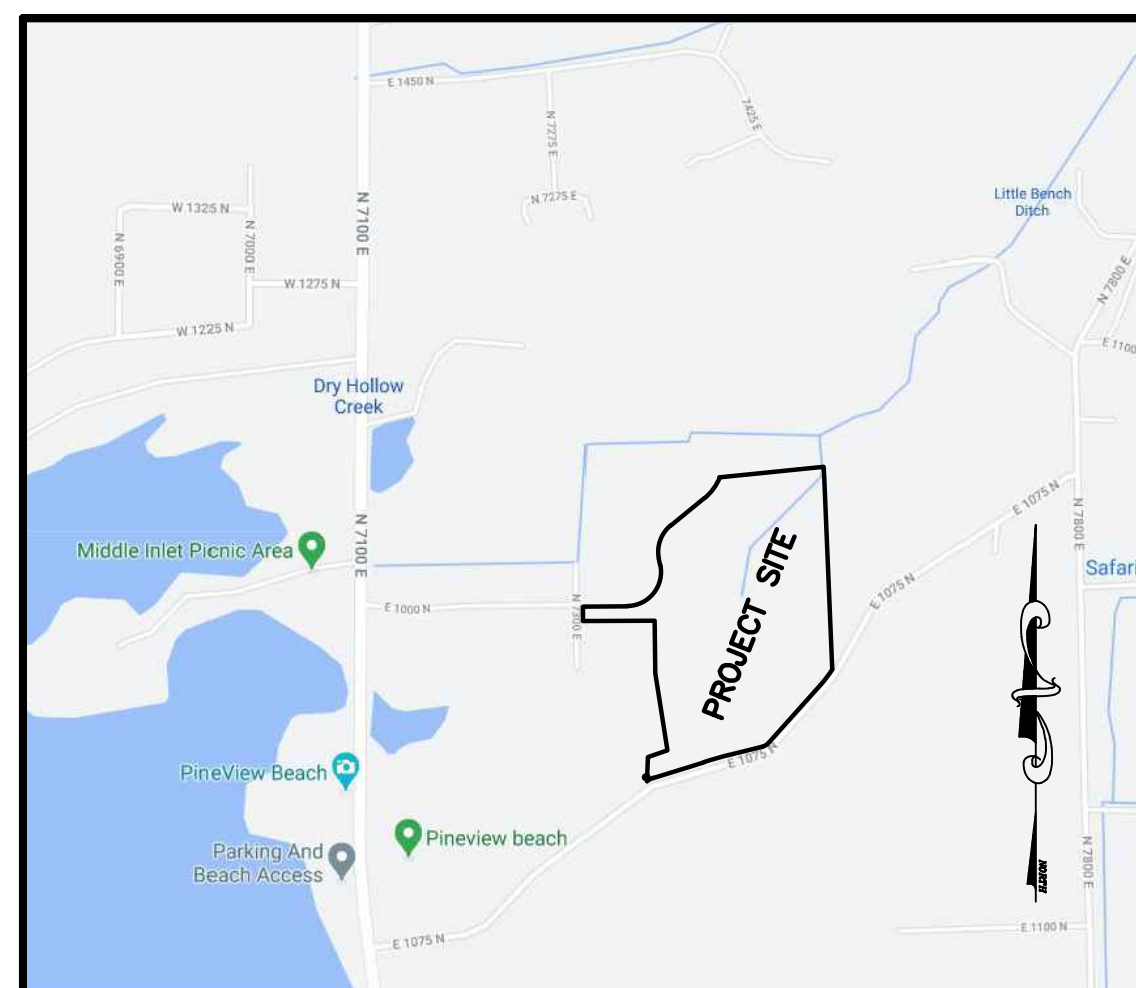 E 1450 N
N 7275 E
7425 E
N 7275 E
Little Bench
Ditch
W 1325 N
N 7100 E
N 6900 E
N 7000 E
W 1275 N
N 7800 E
W 1225 N
E 1100
Dry Hollow
Creek
E 1075 N
N 7800 E
N 7100 E
Middle Inlet Picnic Area
Safari
E 1000 N
N 7300 E
E 1075 N
PROJECT SITE
E 1075 N
PineView Beach
Pineview beach
Parking And
Beach Access
N 7800 E
NORTH
E 1100 N
E 1075 N